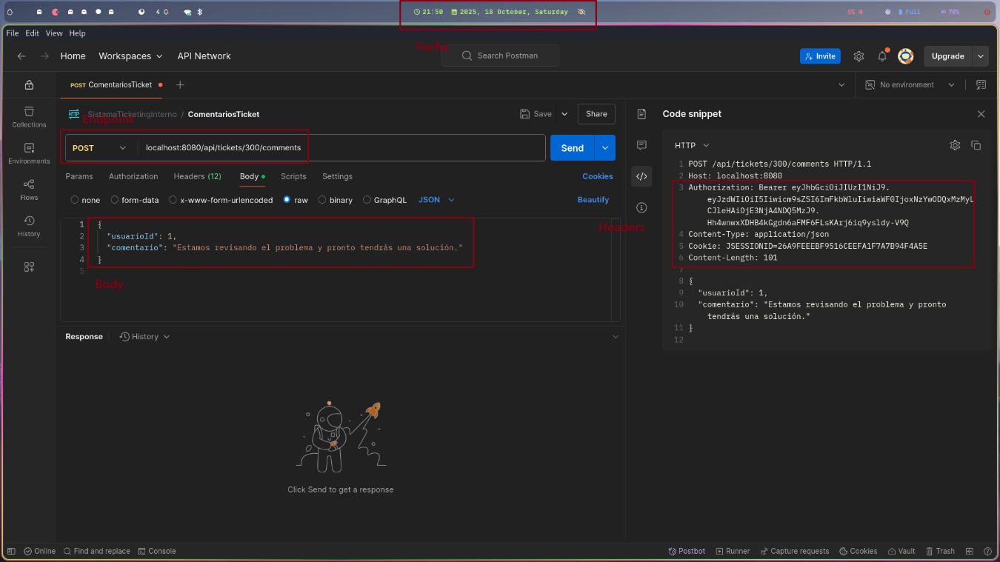 4
21:50 2025, 18 October, Saturday
6%
Full
70%
File Edit View Help
Fecha
Home Workspaces API Network
Search Postman
Invite
Upgrade
POST ComentariosTicket
No environment
Collections
Environments
Flows
History
SistemaTicketingInterno / ComentariosTicket
Save
Share
Endpoint
POST localhost:8080/api/tickets/300/comments
Send
Params Authorization Headers (12) Body Scripts Settings
Cookies
none form-data x-www-form-urlencoded raw binary GraphQL JSON
Beautify
1 {
2 "usuarioId": 1,
3 "comentario": "Estamos revisando el problema y pronto tendrás una solución."
4 }
5
Body
Headers
Response History
Click Send to get a response
Code snippet
HTTP
1 POST /api/tickets/300/comments HTTP/1.1
2 Host: localhost:8080
3 Authorization: Bearer eyJhbGciOiJIUzI1NiJ9.
eyJzdWIiOiI5Iiwicm9sZSI6ImFkbWluIiwiaWF0IjoxNzYwODQxMzMyL
CJleHAiOjE3NjA4NDQ5MzJ9.
Hh4wnwxXDHB4kGgdn6aFMF6FLsKArj6iq9ysldy-V9Q
4 Content-Type: application/json
5 Cookie: JSESSIONID=26A9FEEEBF9516CEEFA1F7A7B94F4A5E
6 Content-Length: 101
7
8 {
9 "usuarioId": 1,
10 "comentario": "Estamos revisando el problema y pronto
tendrás una solución."
11 }
12
Online Find and replace Console
Postbot Runner Capture requests Cookies Vault Trash